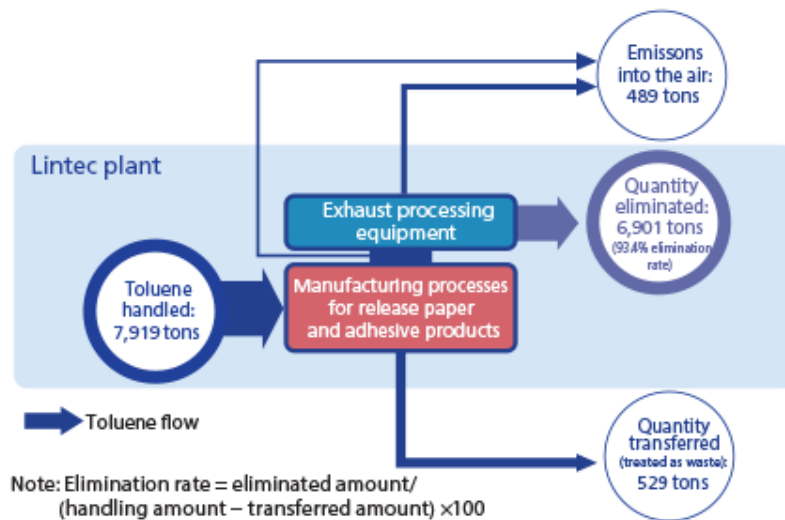 Emissons
into the air:
489 tons
Lintec plant
Exhaust processing
equipment
Quantity
eliminated:
6,901 tons
(93.4% elimination
rate)
Toluene
handled:
7,919 tons
Manufacturing processes
for release paper
and adhesive products
Toluene flow
Quantity
transferred
(treated as waste):
529 tons
Note: Elimination rate = eliminated amount/
(handling amount − transferred amount) ×100